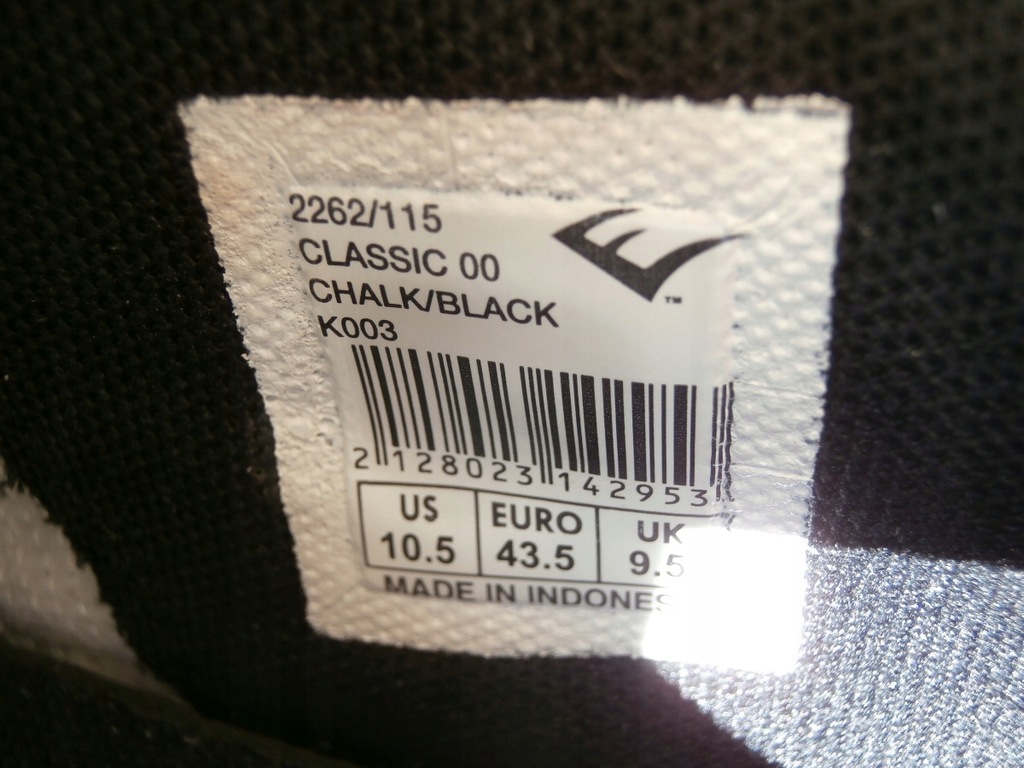 2262/115
CLASSIC 00
CHALK/BLACK
K003
2 128023 142953
US EURO UK
10.5 43.5 9.5
MADE IN